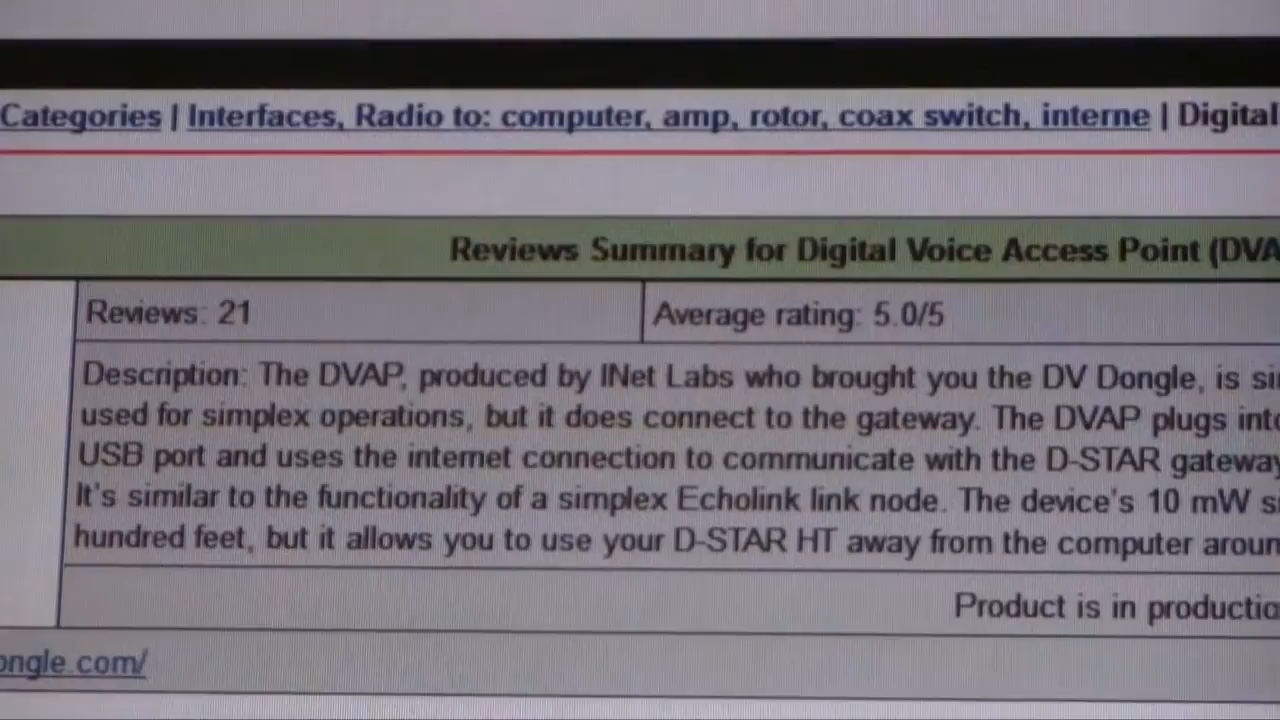 Categories | Interfaces, Radio to: computer, amp, rotor, coax switch, interne | Digital
Reviews Summary for Digital Voice Access Point (DVA
Reviews: 21
Average rating: 5.0/5
Description: The DVAP, produced by INet Labs who brought you the DV Dongle, is si
used for simplex operations, but it does connect to the gateway. The DVAP plugs into
USB port and uses the internet connection to communicate with the D-STAR gateway
It's similar to the functionality of a simplex Echolink link node. The device's 10 mW s
hundred feet, but it allows you to use your D-STAR HT away from the computer aroun
Product is in productio
ongle.com/